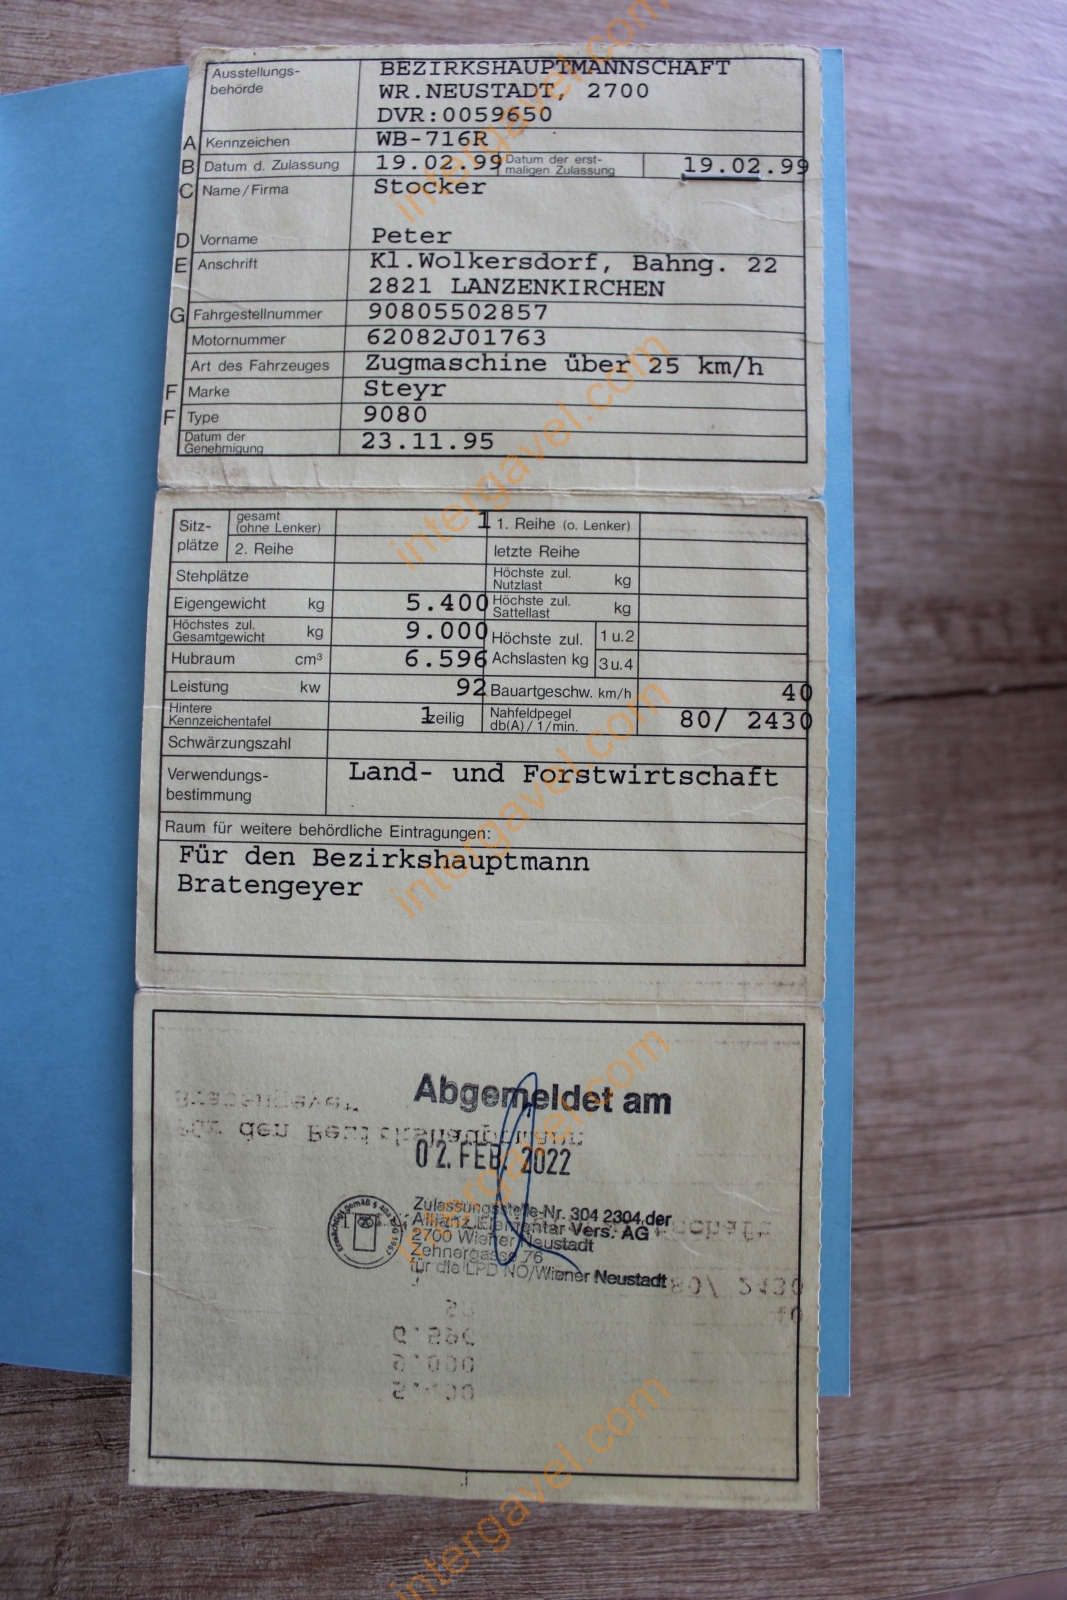 Ausstellungs-
behörde
BEZIRKSHAUPTMANNSCHAFT
WR.NEUSTADT, 2700
DVR:0059650
A Kennzeichen WB-716R
B Datum d. Zulassung 19.02.99 Datum der erst-
maligen Zulassung 19.02.99
C Name/Firma Stocker
D Vorname Peter
E Anschrift Kl.Wolkersdorf, Bahng. 22
2821 LANZENKIRCHEN
G Fahrgestellnummer 90805502857
Motornummer 62082J01763
Art des Fahrzeuges Zugmaschine über 25 km/h
F Marke Steyr
F Type 9080
Datum der
Genehmigung 23.11.95
Sitz-
plätze
gesamt
(ohne Lenker) 1 1. Reihe (o. Lenker)
2. Reihe letzte Reihe
Stehplätze Höchste zul.
Nutzlast kg
Eigengewicht kg 5.400 Höchste zul.
Sattellast kg
Höchstes zul.
Gesamtgewicht kg 9.000 Höchste zul. 1 u.2
Hubraum cm³ 6.596 Achslasten kg 3 u.4
Leistung kw 92 Bauartgeschw. km/h 40
Hintere
Kennzeichentafel 1zeilig Nahfeldpegel
db(A) / 1/min. 80/ 2430
Schwärzungszahl
Verwendungs-
bestimmung Land- und Forstwirtschaft
Raum für weitere behördliche Eintragungen:
Für den Bezirkshauptmann
Bratengeyer
Abgemeldet am
02. FEB. 2022
Zulassungsstelle-Nr. 304 2304 der
Allianz Elementar Vers. AG
2700 Wiener Neustadt
Zehnergasse 76
für die LPD NÖ/Wiener Neustadt
intergavel.com
intergavel.com
intergavel.com
intergavel.com
intergavel.com